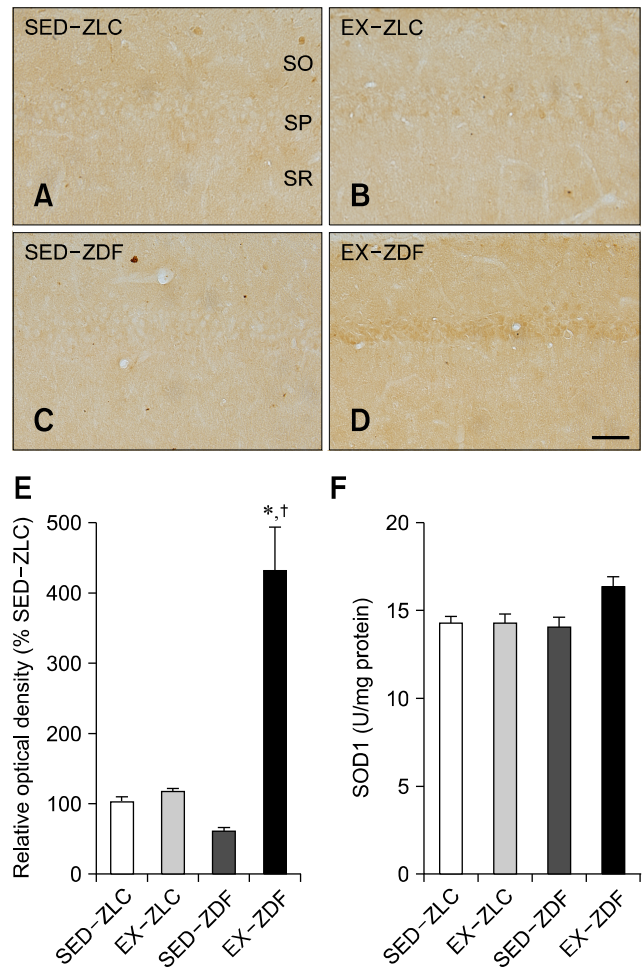 SED−ZLC
SO
SP
SR
A
EX−ZLC
B
SED−ZDF
C
EX−ZDF
D
E
Relative optical density (% SED−ZLC)
500
400
300
200
100
0
*,†
SED−ZLC
EX−ZLC
SED−ZDF
EX−ZDF
F
SOD1 (U/mg protein)
20
15
10
5
0
SED−ZLC
EX−ZLC
SED−ZDF
EX−ZDF